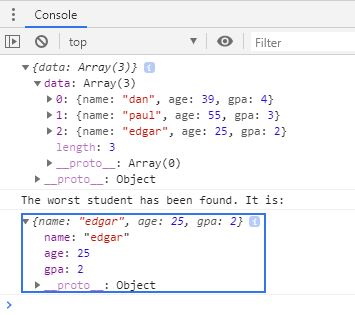 Console
top
Filter
{data: Array(3)}
data: Array(3)
0: {name: "dan", age: 39, gpa: 4}
1: {name: "paul", age: 55, gpa: 3}
2: {name: "edgar", age: 25, gpa: 2}
length: 3
__proto__: Array(0)
__proto__: Object
The worst student has been found. It is:
{name: "edgar", age: 25, gpa: 2}
name: "edgar"
age: 25
gpa: 2
__proto__: Object